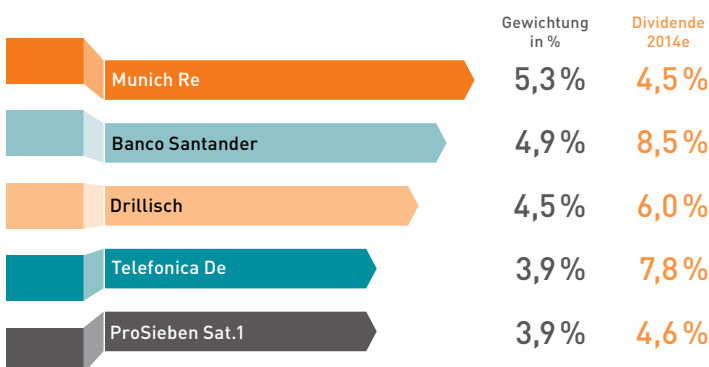 Gewichtung
in %
Dividende
2014e
Munich Re 5,3 % 4,5 %
Banco Santander 4,9 % 8,5 %
Drillisch 4,5 % 6,0 %
Telefonica De 3,9 % 7,8 %
ProSieben Sat.1 3,9 % 4,6 %